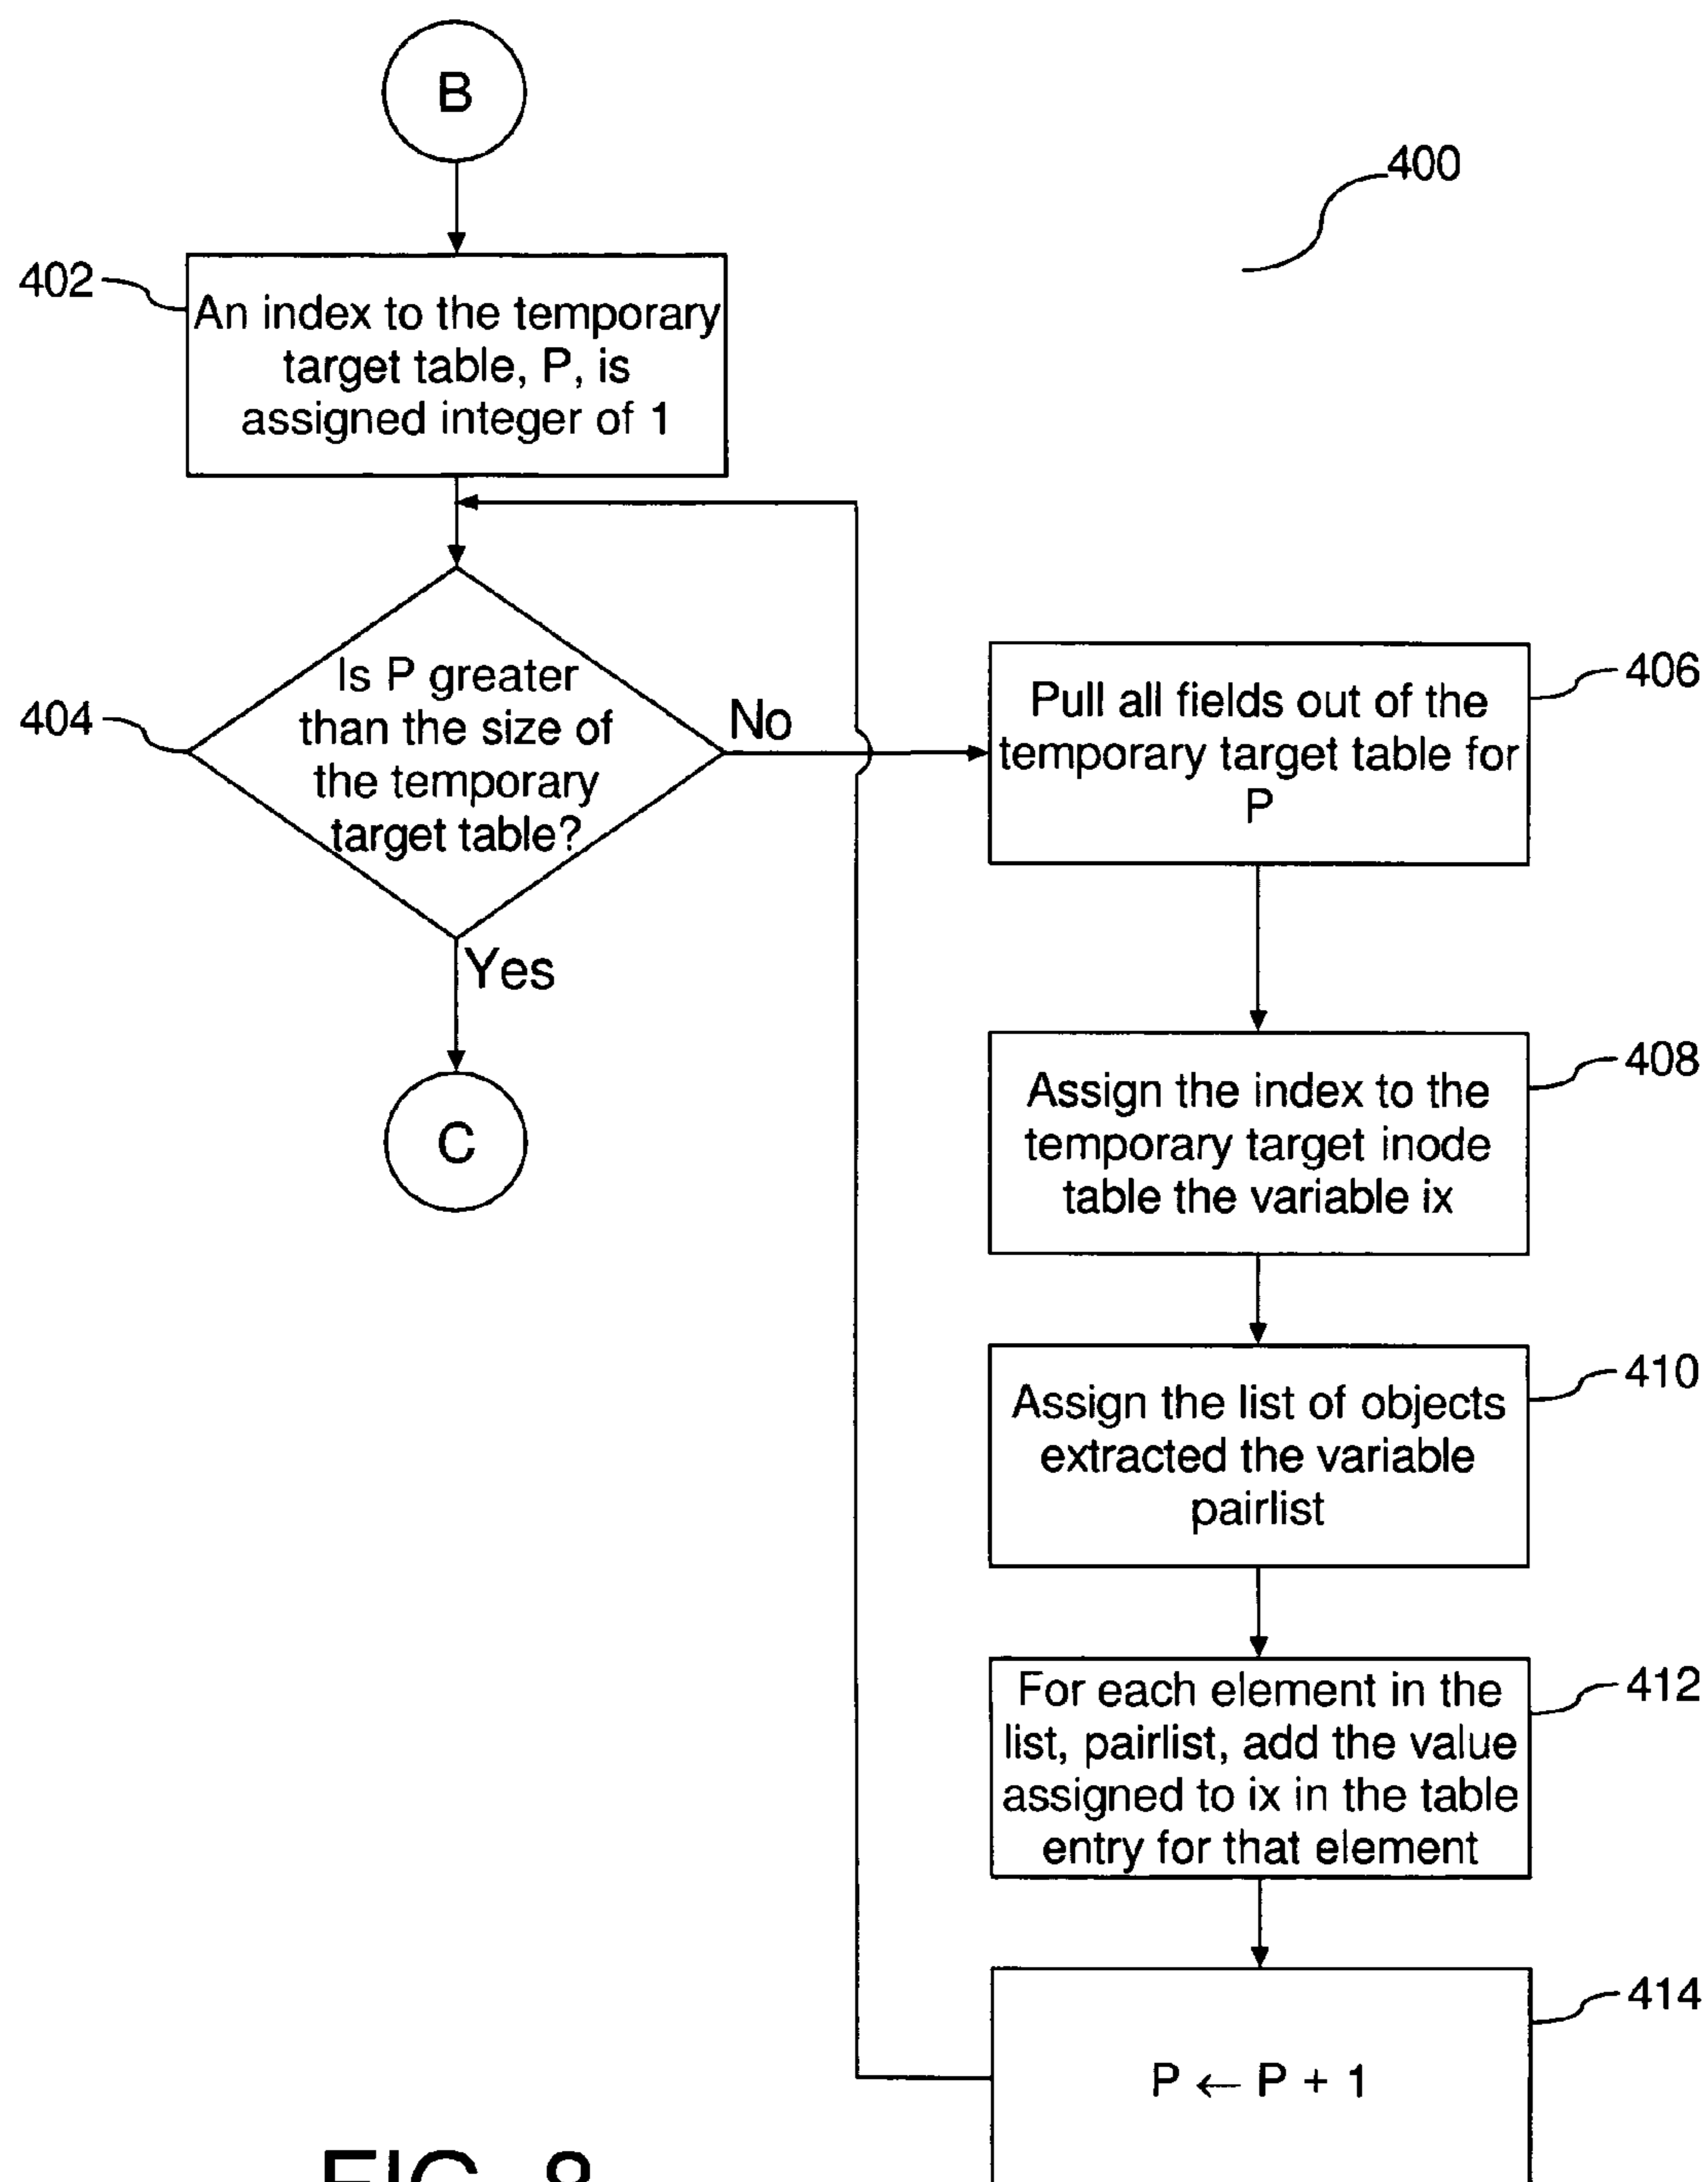 B
400
402
An index to the temporary
target table, P, is
assigned integer of 1
404
Is P greater
than the size of
the temporary
target table?
No
Yes
C
406
Pull all fields out of the
temporary target table for
P
408
Assign the index to the
temporary target inode
table the variable ix
410
Assign the list of objects
extracted the variable
pairlist
412
For each element in the
list, pairlist, add the value
assigned to ix in the table
entry for that element
414
P ← P + 1
FIG. 8